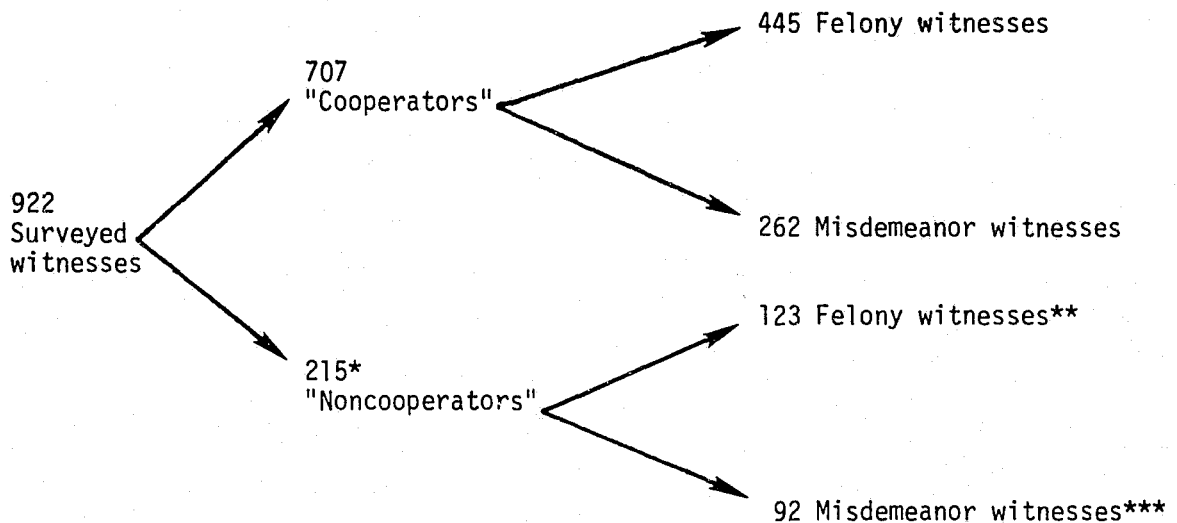 445 Felony witnesses
707
"Cooperators"
922
Surveyed
witnesses
262 Misdemeanor witnesses
123 Felony witnesses**
215*
"Noncooperators"
92 Misdemeanor witnesses***